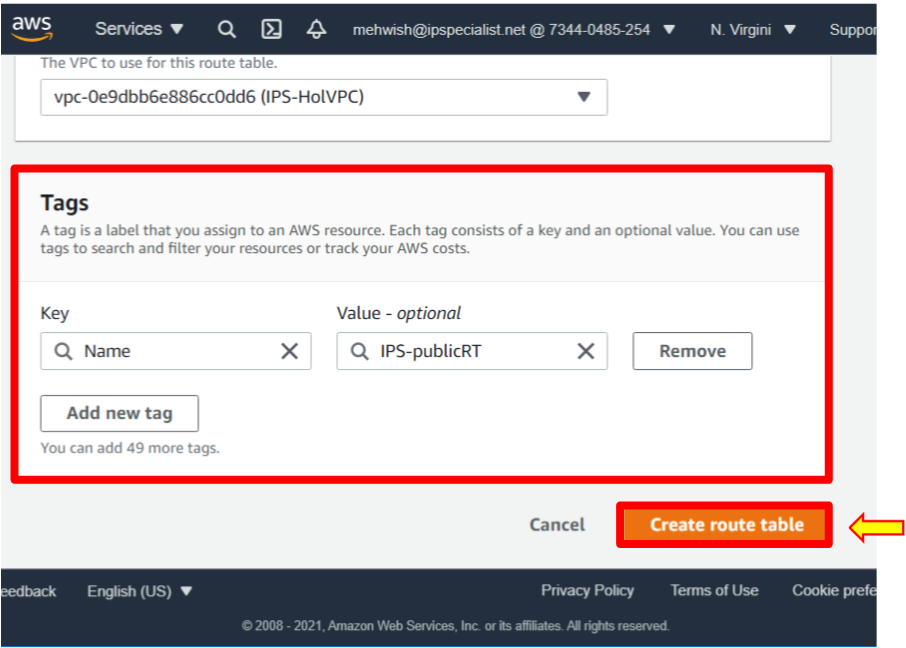 aws Services mehwish@ipspecialist.net @ 7344-0485-254 N. Virgini Suppor
The VPC to use for this route table.
vpc-0e9dbb6e886cc0dd6 (IPS-HolVPC)
Tags
A tag is a label that you assign to an AWS resource. Each tag consists of a key and an optional value. You can use
tags to search and filter your resources or track your AWS costs.
Key Value - optional
Name IPS-publicRT Remove
Add new tag
You can add 49 more tags.
Cancel Create route table
eedback English (US) Privacy Policy Terms of Use Cookie prefe
© 2008 - 2021, Amazon Web Services, Inc. or its affiliates. All rights reserved.